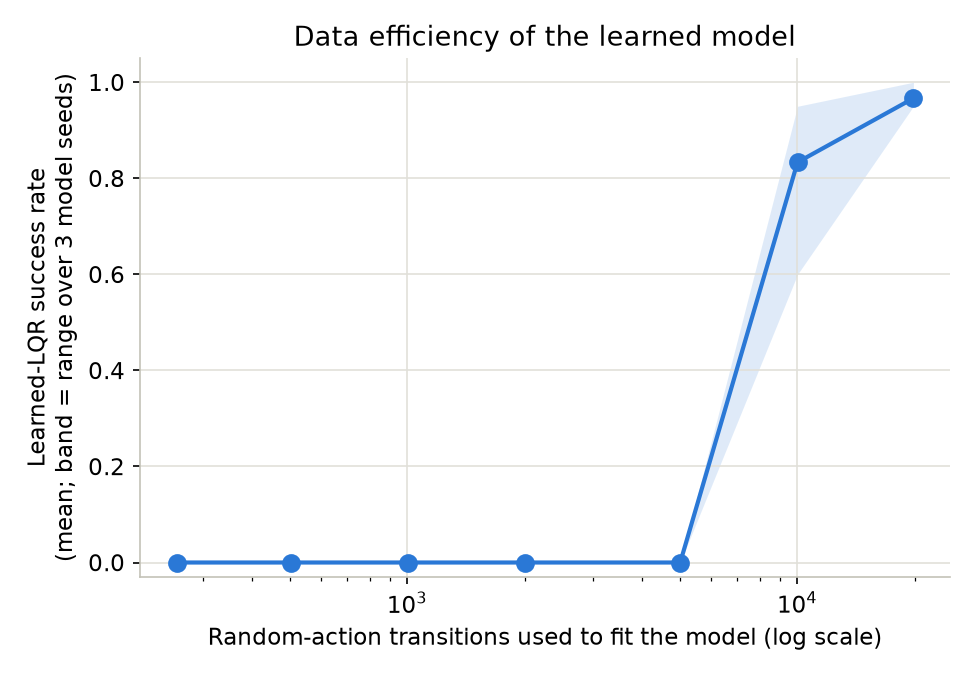 Data efficiency of the learned model
Learned-LQR success rate
(mean; band = range over 3 model seeds)
1.0
0.8
0.6
0.4
0.2
0.0
10³
10⁴
Random-action transitions used to fit the model (log scale)